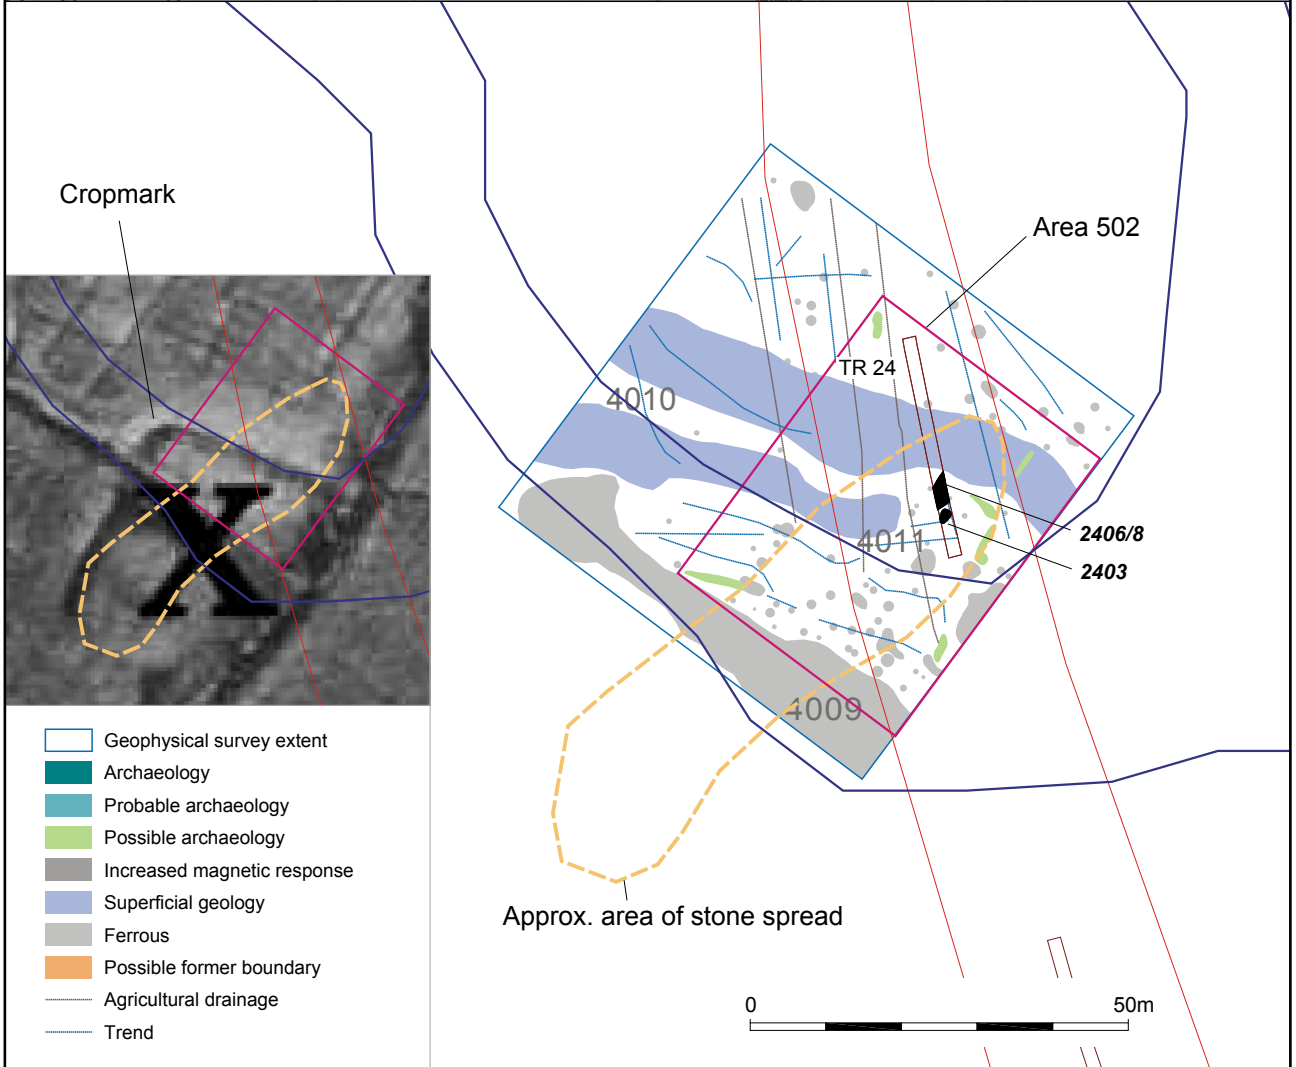 Cropmark
Area 502
TR 24
4010
4011
2406/8
2403
4009
X
Approx. area of stone spread
Geophysical survey extent
Archaeology
Probable archaeology
Possible archaeology
Increased magnetic response
Superficial geology
Ferrous
Possible former boundary
Agricultural drainage
Trend
0 50m